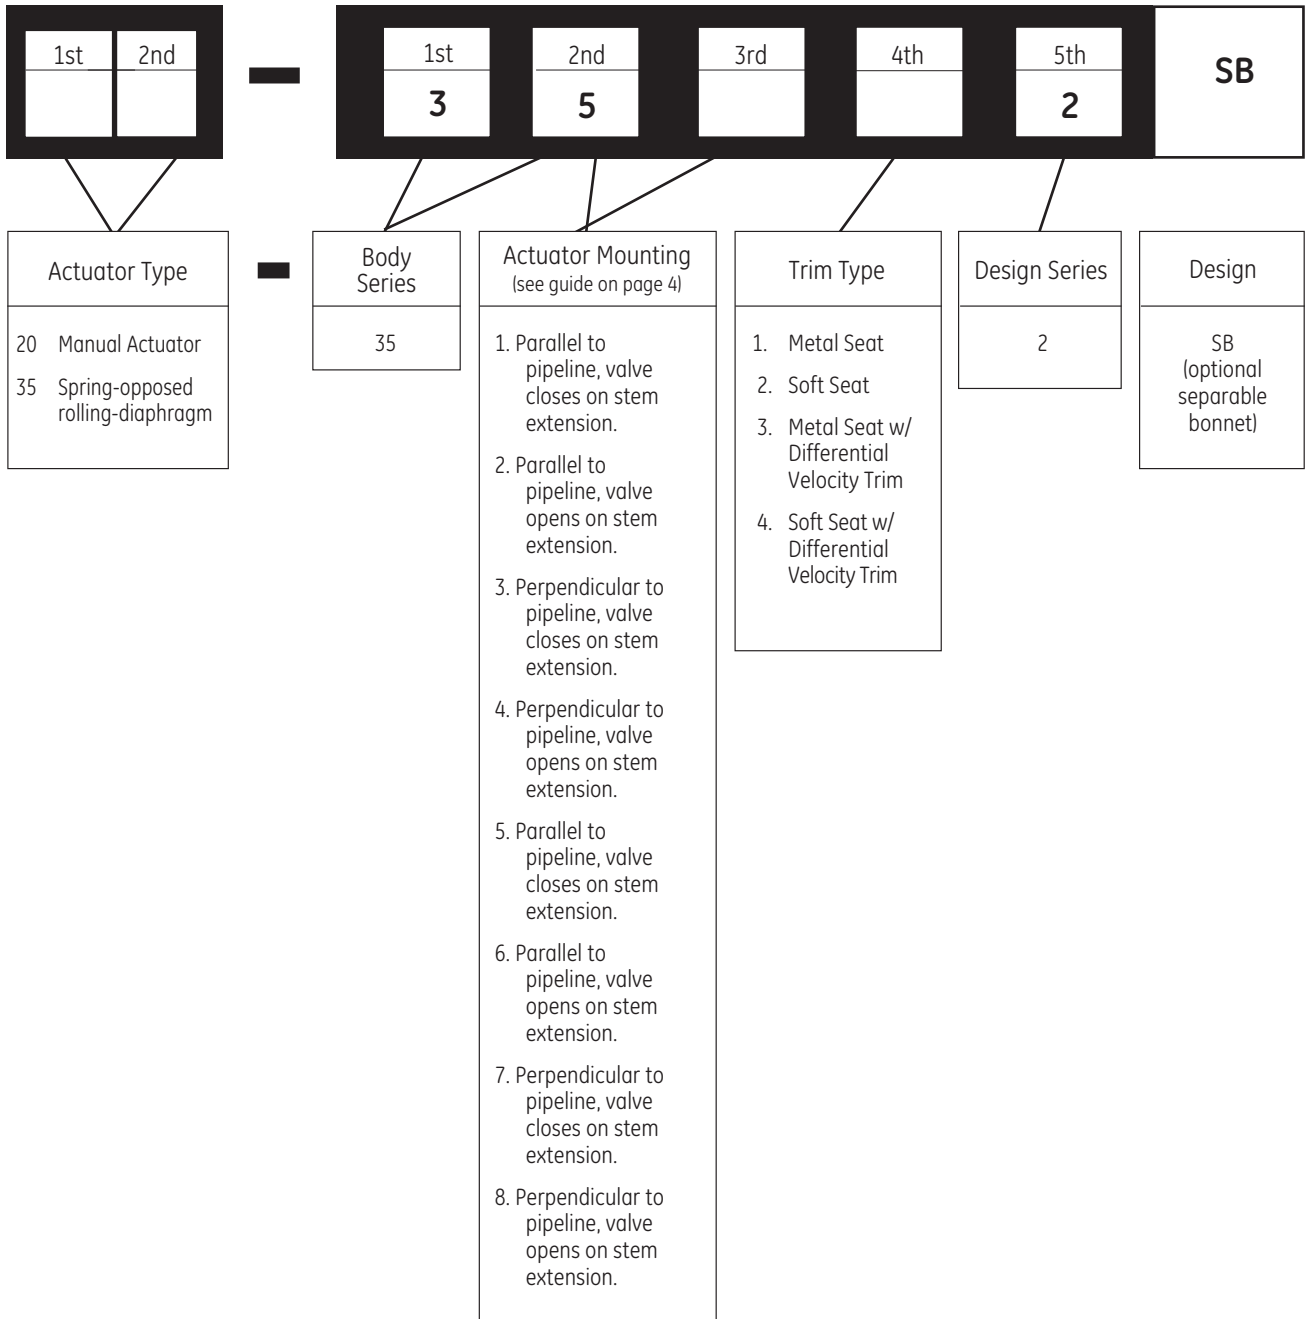 1st 2nd
1st 2nd 3rd 4th 5th
3 5 2
SB
Actuator Type
20 Manual Actuator
35 Spring-opposed
rolling-diaphragm
Body
Series
35
Actuator Mounting
(see guide on page 4)
1. Parallel to
pipeline, valve
closes on stem
extension.
2. Parallel to
pipeline, valve
opens on stem
extension.
3. Perpendicular to
pipeline, valve
closes on stem
extension.
4. Perpendicular to
pipeline, valve
opens on stem
extension.
5. Parallel to
pipeline, valve
closes on stem
extension.
6. Parallel to
pipeline, valve
opens on stem
extension.
7. Perpendicular to
pipeline, valve
closes on stem
extension.
8. Perpendicular to
pipeline, valve
opens on stem
extension.
Trim Type
1. Metal Seat
2. Soft Seat
3. Metal Seat w/
Differential
Velocity Trim
4. Soft Seat w/
Differential
Velocity Trim
Design Series
2
Design
SB
(optional
separable
bonnet)